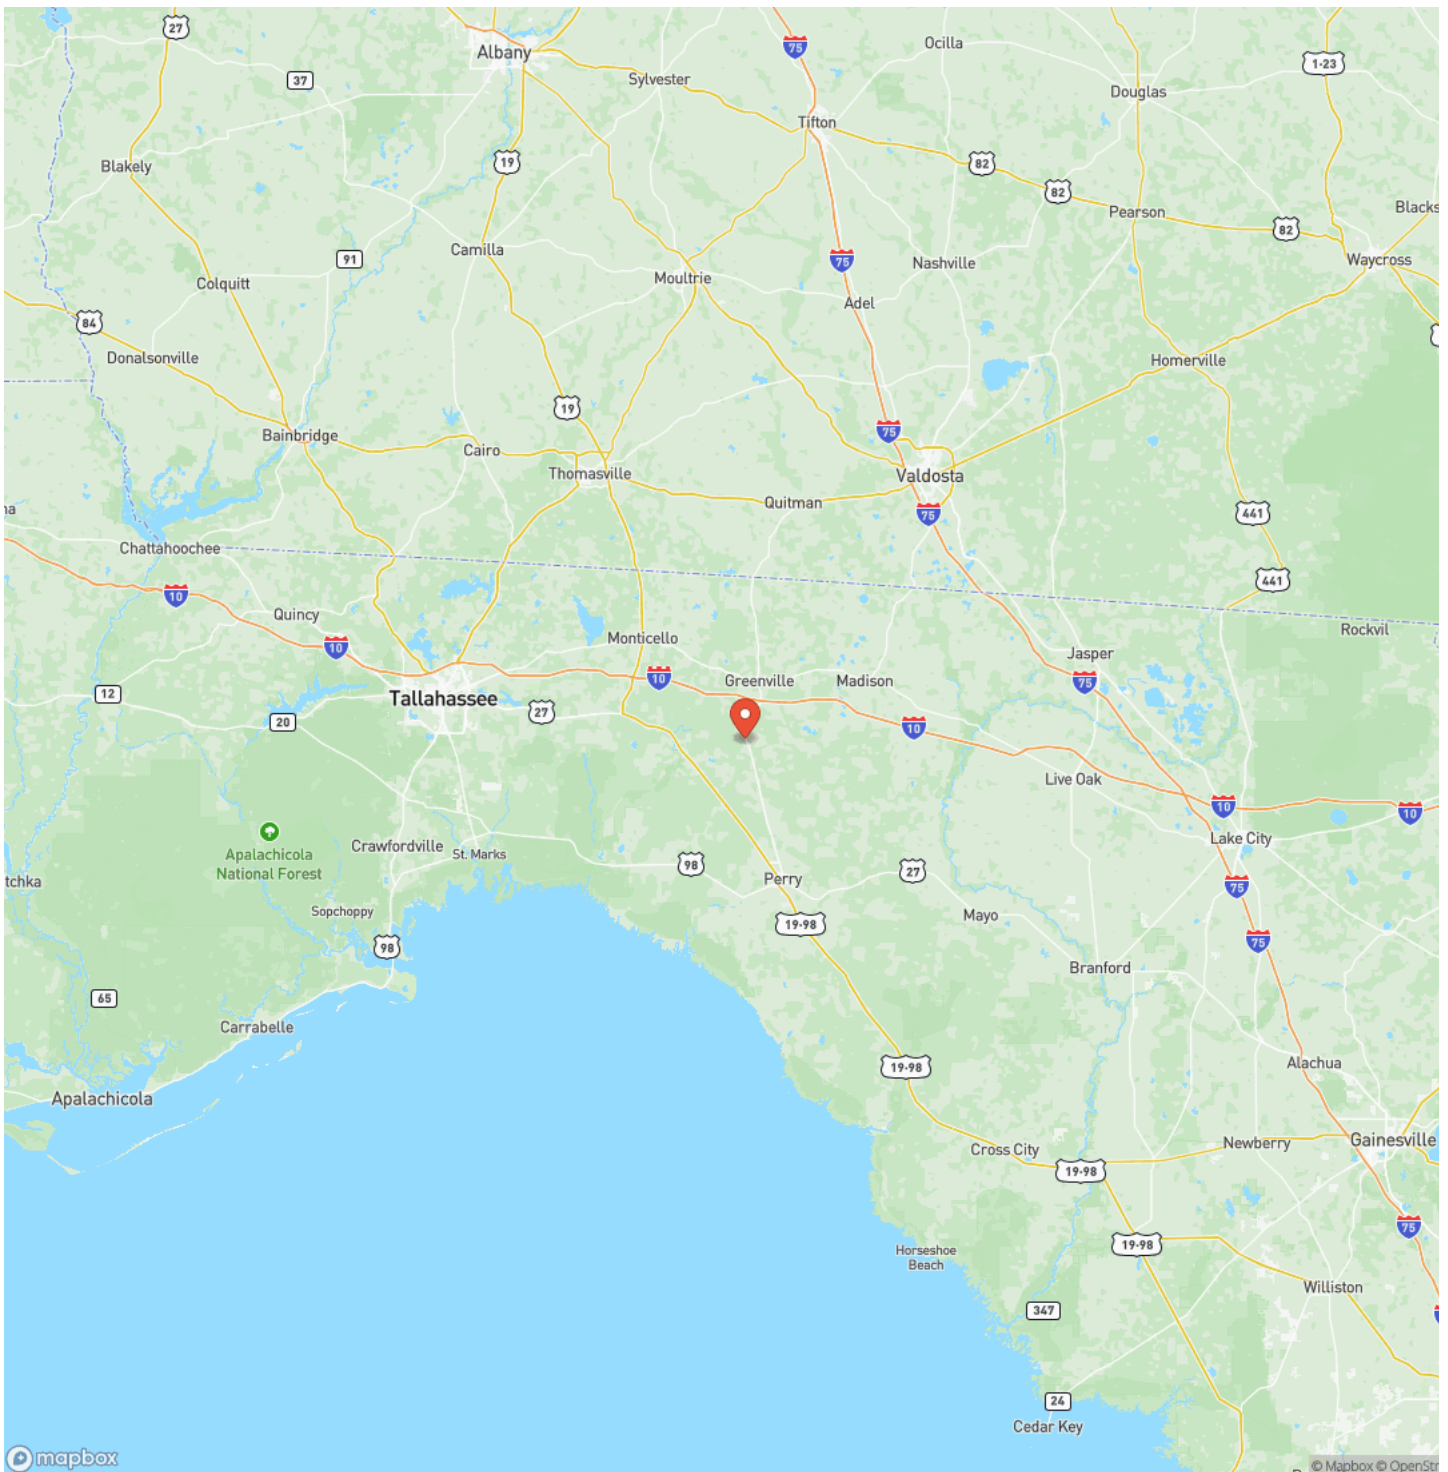 27
Albany
75
Ocilla
1-23
37
Sylvester
Douglas
Tifton
Blakely
19
82
82
Pearson
Blacks
82
91
Camilla
75
Nashville
Waycross
Colquitt
Moultrie
Adel
84
Donalsonville
Homerville
19
Bainbridge
75
Cairo
Thomasville
Valdosta
Quitman
na
75
441
Chattahoochee
441
10
Quincy
Monticello
Rockvil
10
Jasper
10
Greenville
Madison
75
12
Tallahassee
27
20
10
Live Oak
10
10
Apalachicola
National Forest
Crawfordville
St. Marks
Lake City
tchka
98
Perry
27
75
Sopchoppy
19-98
Mayo
98
75
Branford
65
Carrabelle
19-98
Alachua
Apalachicola
Cross City
Newberry
Gainesville
19-98
75
19-98
Horseshoe
Beach
Williston
347
24
Cedar Key
mapbox
© Mapbox © OpenStr